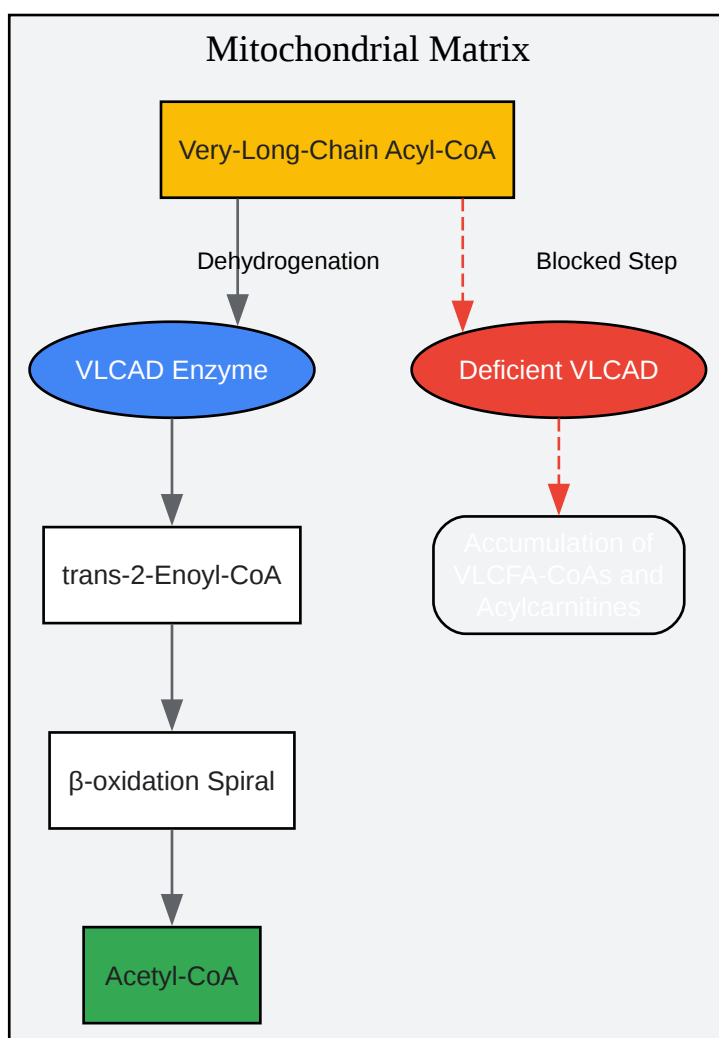 Mitochondrial Matrix
Very-Long-Chain Acyl-CoA
Dehydrogenation
Blocked Step
VLCAD Enzyme
Deficient VLCAD
trans-2-Enoyl-CoA
Accumulation of
VLCFA-CoAs and
Acylcarnitines
β-oxidation Spiral
Acetyl-CoA